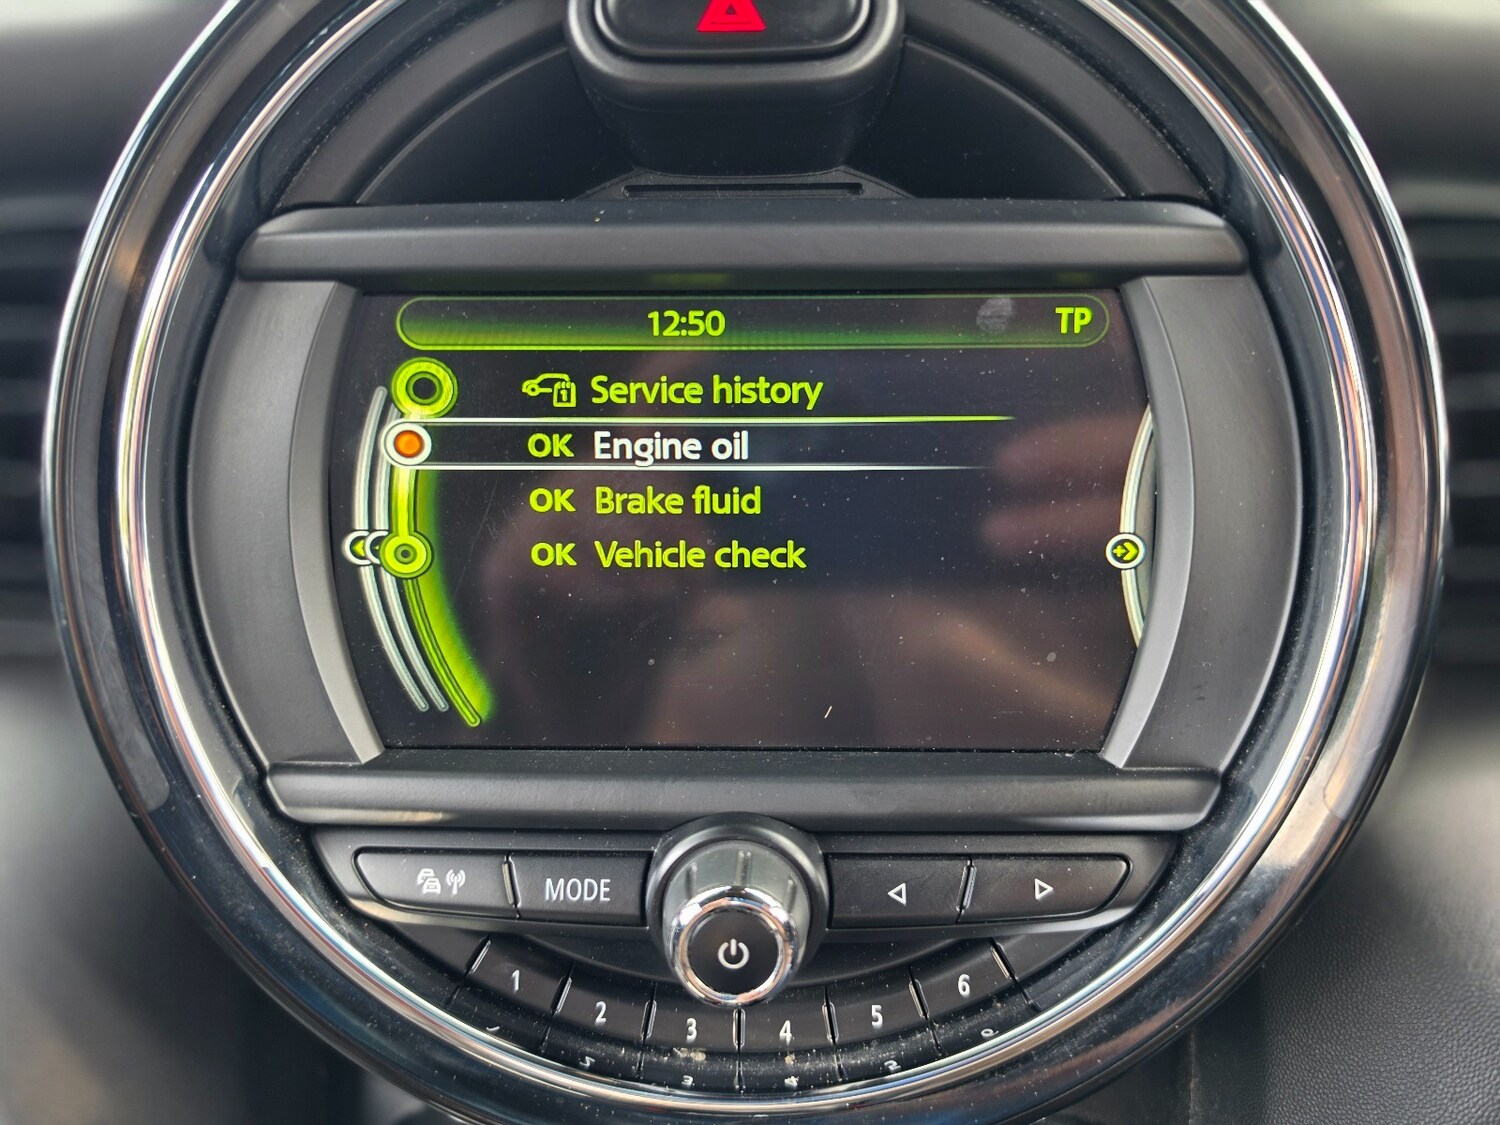 12:50 TP
Service history
OK Engine oil
OK Brake fluid
OK Vehicle check
MODE
1 2 3 4 5 6